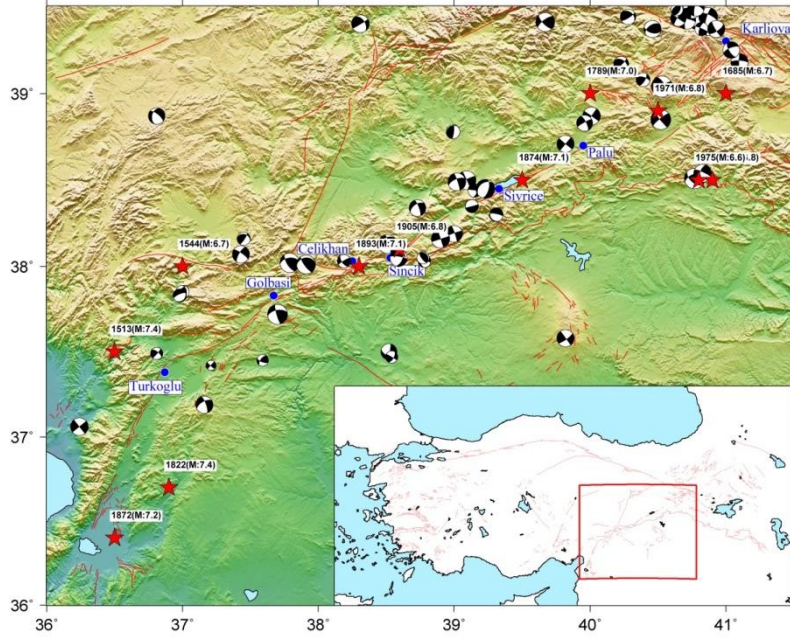 Karliova
39°
1789(M:7.0)
1685(M:6.7)
1971(M:6.8)
Palu
1874(M:7.1)
1975(M:6.6)
.8)
Sivrice
1905(M:6.8)
1544(M:6.7)
Celikhan
1893(M:7.1)
38°
Sincik
Golbasi
1513(M:7.4)
Turkoglu
37°
1822(M:7.4)
1872(M:7.2)
36°
36°
37°
38°
39°
40°
41°